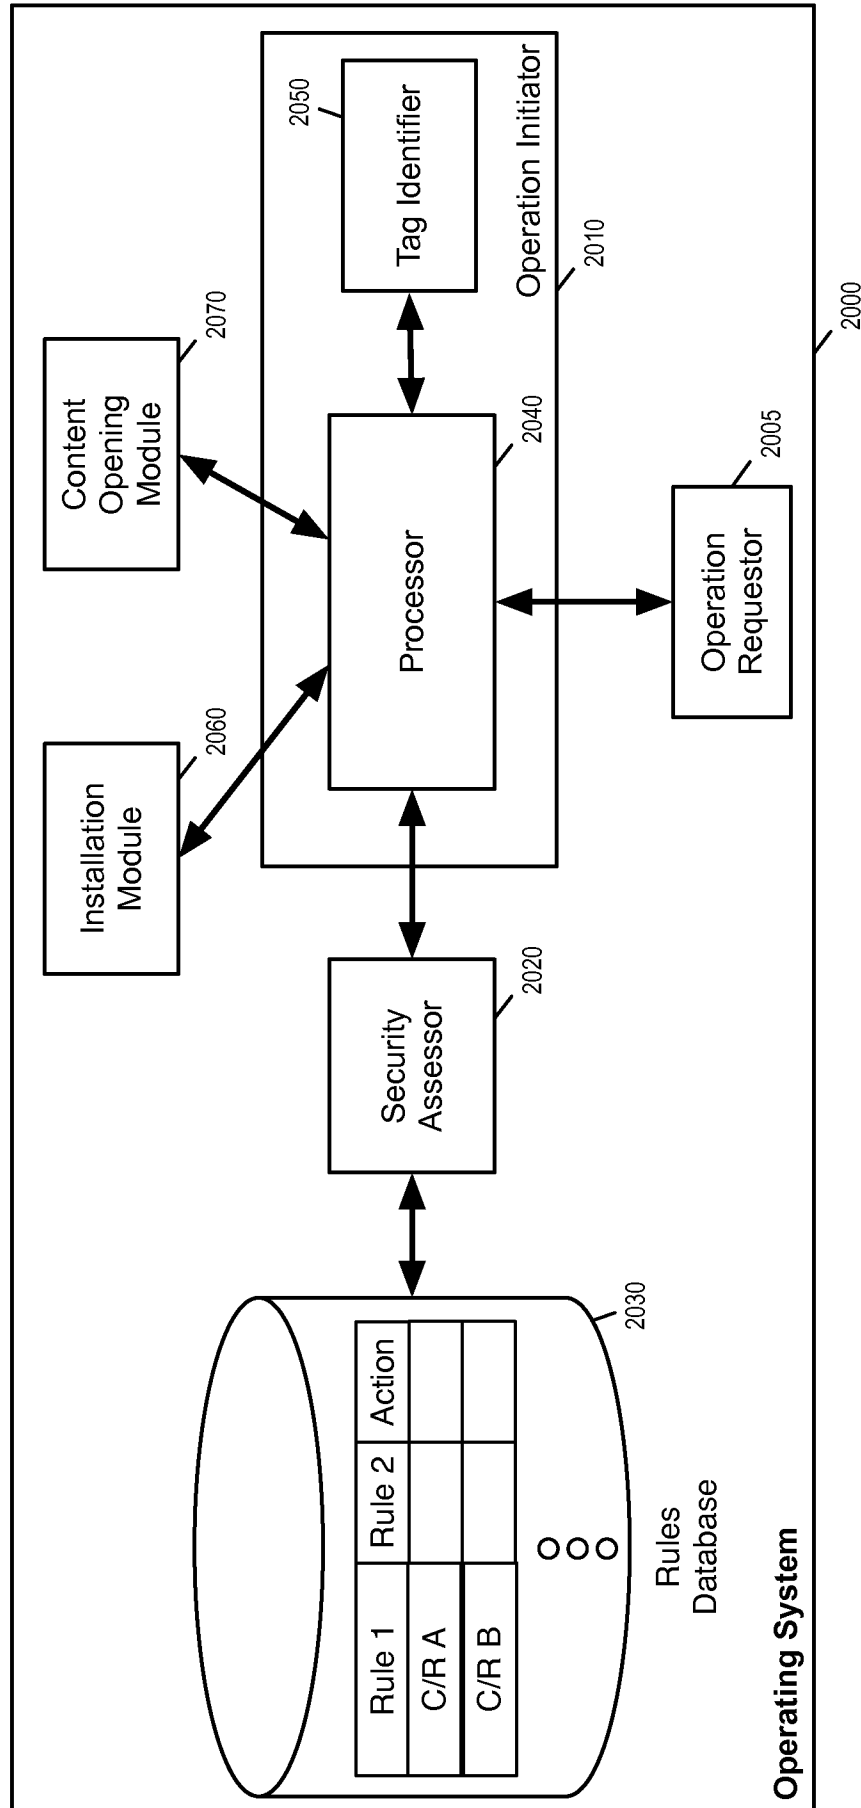 Installation
Module
2060
Content
Opening
Module
2070
Rule 1
Rule 2
Action
C/R A
C/R B
Rules
Database
2030
Security
Assessor
2020
Processor
2040
Tag Identifier
2050
Operation Initiator
2010
Operation
Requestor
2005
Operating System
2000